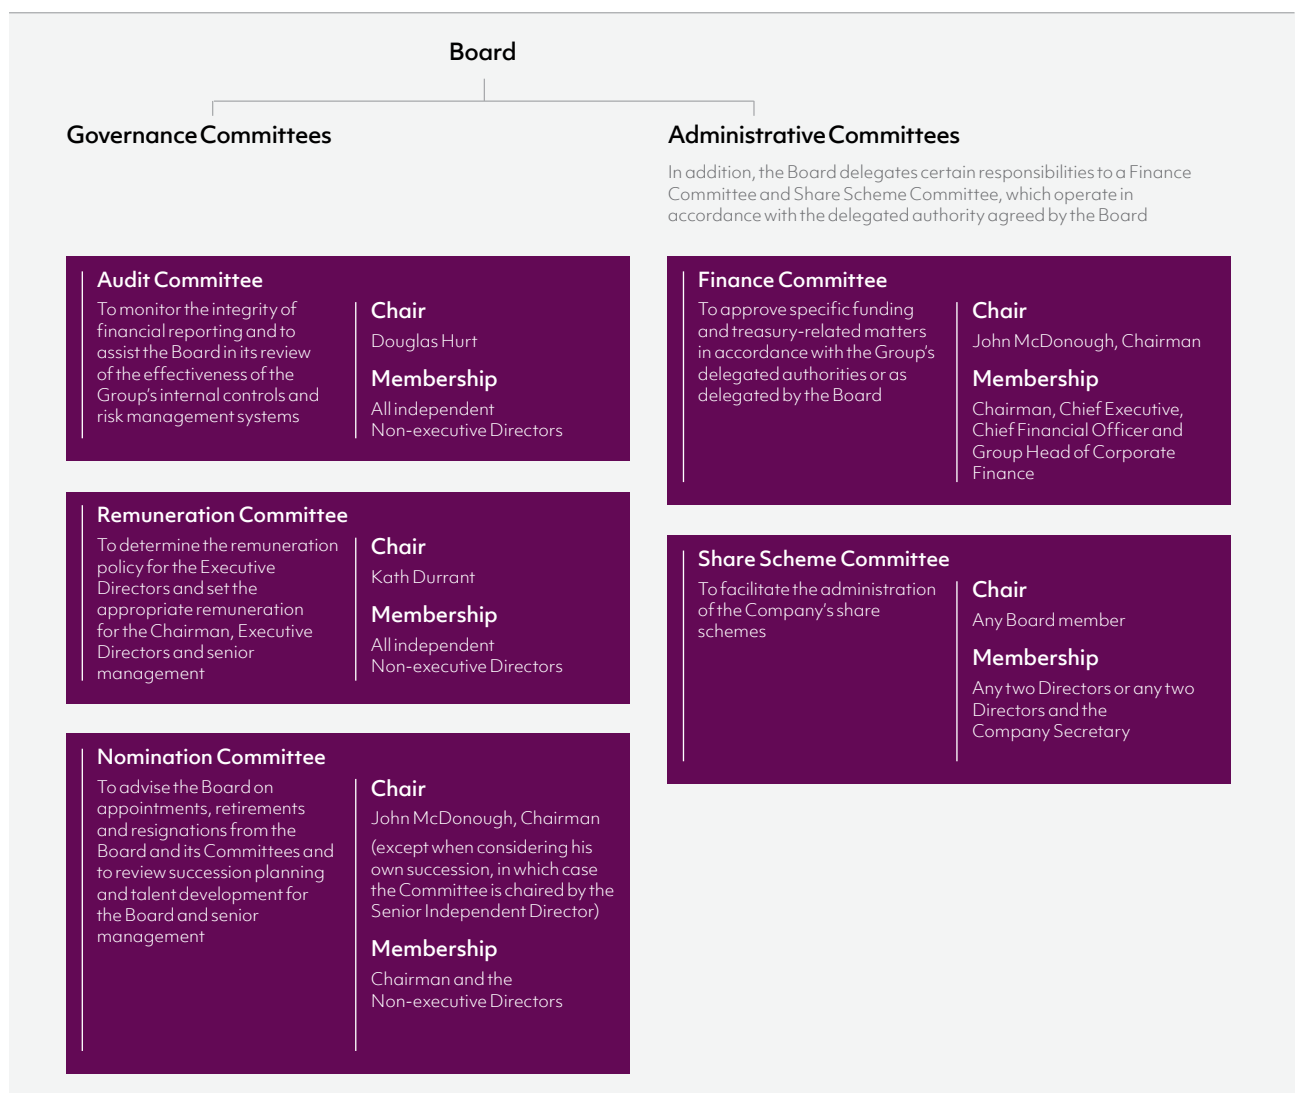 Board
Governance Committees
Audit Committee
To monitor the integrity of
financial reporting and to
assist the Board in its review
of the effectiveness of the
Group's internal controls and
risk management systems
Chair
Douglas Hurt
Membership
All independent
Non-executive Directors
Remuneration Committee
To determine the remuneration
policy for the Executive
Directors and set the
appropriate remuneration
for the Chairman, Executive
Directors and senior
management
Chair
Kath Durrant
Membership
All independent
Non-executive Directors
Nomination Committee
To advise the Board on
appointments, retirements
and resignations from the
Board and its Committees and
to review succession planning
and talent development for
the Board and senior
management
Chair
John McDonough, Chairman
(except when considering his
own succession, in which case
the Committee is chaired by the
Senior Independent Director)
Membership
Chairman and the
Non-executive Directors
Administrative Committees
In addition, the Board delegates certain responsibilities to a Finance
Committee and Share Scheme Committee, which operate in
accordance with the delegated authority agreed by the Board
Finance Committee
To approve specific funding
and treasury-related matters
in accordance with the Group's
delegated authorities or as
delegated by the Board
Chair
John McDonough, Chairman
Membership
Chairman, Chief Executive,
Chief Financial Officer and
Group Head of Corporate
Finance
Share Scheme Committee
To facilitate the administration
of the Company's share
schemes
Chair
Any Board member
Membership
Any two Directors or any two
Directors and the
Company Secretary